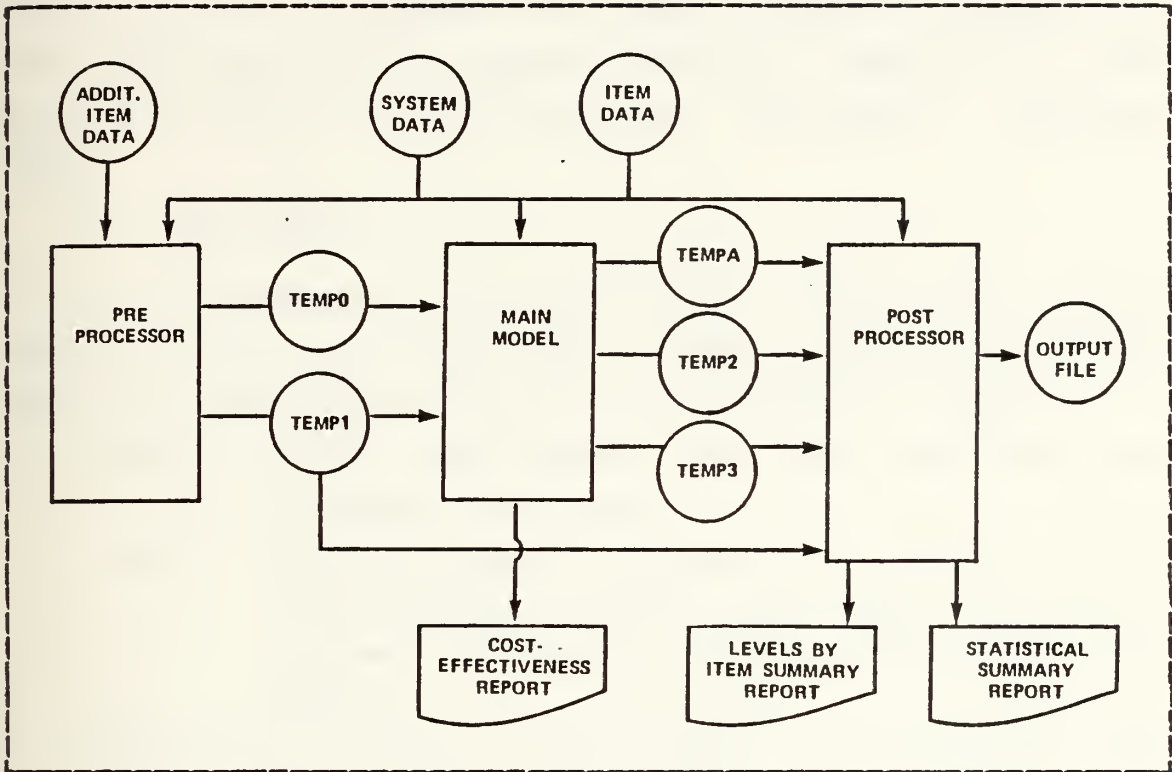 ADDIT.
ITEM
DATA
SYSTEM
DATA
ITEM
DATA
PRE
PROCESSOR
TEMP0
TEMP1
MAIN
MODEL
TEMPA
TEMP2
TEMP3
POST
PROCESSOR
OUTPUT
FILE
COST-
EFFECTIVENESS
REPORT
LEVELS BY
ITEM SUMMARY
REPORT
STATISTICAL
SUMMARY
REPORT